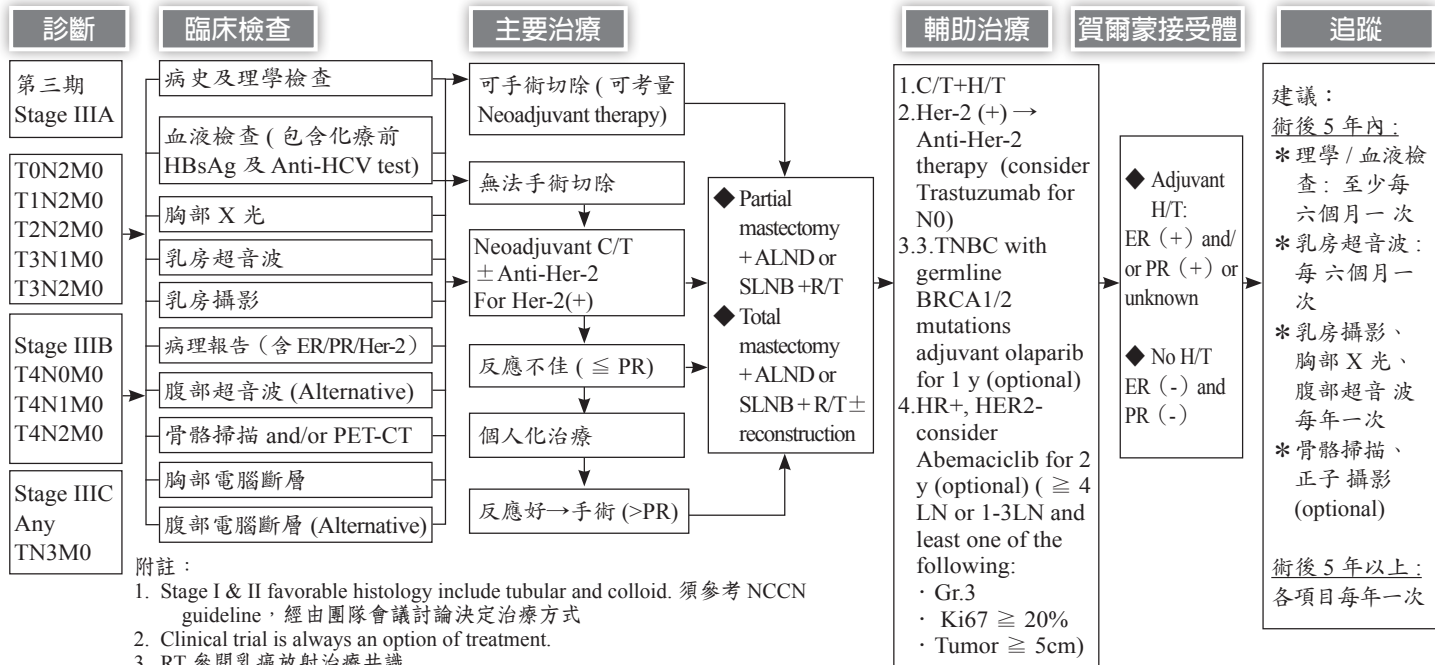 診斷
臨床檢查
主要治療
輔助治療
賀爾蒙接受體
追蹤
第三期
Stage IIIA
T0N2M0
T1N2M0
T2N2M0
T3N1M0
T3N2M0
Stage IIIB
T4N0M0
T4N1M0
T4N2M0
Stage IIIC
Any
TN3M0
病史及理學檢查
血液檢查 ( 包含化療前
HBsAg 及 Anti-HCV test)
胸部 X 光
乳房超音波
乳房攝影
病理報告（含 ER/PR/Her-2）
腹部超音波 (Alternative)
骨骼掃描 and/or PET-CT
胸部電腦斷層
腹部電腦斷層 (Alternative)
可手術切除 ( 可考量
Neoadjuvant therapy)
無法手術切除
Neoadjuvant C/T
±Anti-Her-2
For Her-2(+)
反應不佳 ( ≦ PR)
個人化治療
反應好→手術 (>PR)
◆ Partial
mastectomy
+ALND or
SLNB +R/T
◆ Total
mastectomy
+ALND or
SLNB + R/T±
reconstruction
1.C/T+H/T
2.Her-2 (+) →
Anti-Her-2
therapy (consider
Trastuzumab for
N0)
3.3.TNBC with
germline
BRCA1/2
mutations
adjuvant olaparib
for 1 y (optional)
4.HR+, HER2-
consider
Abemaciclib for 2
y (optional) ( ≧ 4
LN or 1-3LN and
least one of the
following:
· Gr.3
· Ki67 ≧ 20%
· Tumor ≧ 5cm)
◆ Adjuvant
H/T:
ER（+）and/
or PR（+）or
unknown
◆ No H/T
ER（-）and
PR（-）
建議：
術後 5 年內 :
＊理學 / 血液檢
查 : 至少每
六個月一 次
＊乳房超音波 :
每 六個月一
次
＊乳房攝影、
胸部 X 光、
腹部超音 波
每年一次
＊骨骼掃描、
正子 攝影
(optional)
術後 5 年以上 :
各項目每年一次
附註：
1. Stage I & II favorable histology include tubular and colloid. 須參考 NCCN
guideline，經由團隊會議討論決定治療方式
2. Clinical trial is always an option of treatment.
3. RT 參閱乳癌放射治療共識